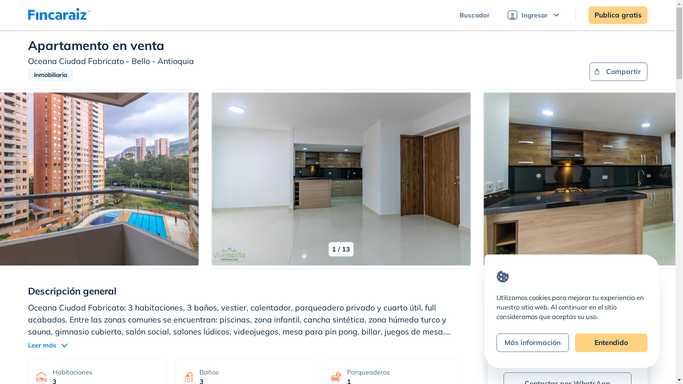 Fincaraiz
Buscador
Ingresar
Publica gratis
Apartamento en venta
Oceana Ciudad Fabricato - Bello - Antioquia
Inmobiliaria
Compartir
1 / 13
Descripción general
Oceana Ciudad Fabricato: 3 habitaciones, 3 baños, vestier, calentador, parqueadero privado y cuarto útil, full
acabados. Entre las zonas comunes se encuentran: piscinas, zona infantil, cancha sintética, zona húmeda turco y
sauna, gimnasio cubierto, salón social, salones lúdicos, videojuegos, mesa para pin pong, billar, juegos de mesa....
Leer más
Habitaciones
3
Baños
3
Parqueaderos
1
Utilizamos cookies para mejorar tu experiencia en
nuestro sitio web. Al continuar en el sitio
consideramos que aceptas su uso.
Más información
Entendido
Contactar por WhatsApp